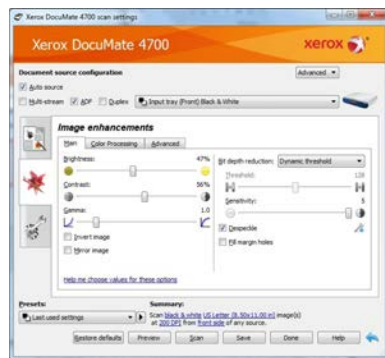 Xerox DocuMate 4700 scan settings
Xerox DocuMate 4700
xerox
Document source configuration
Advanced
Auto source
Multi-stream ADF Duplex Input tray (Front) Black & White
Image enhancements
Main Color Processing Advanced
Brightness: 47%
Bit depth reduction: Dynamic threshold
Threshold: 128
Contrast: 56%
Sensitivity: 5
Gamma: 1.0
Despeckle
Invert image
Fill margin holes
Mirror image
Help me choose values for these options
Presets:
Summary:
Last used settings
Scan black & white US Letter (8.50x11.00 in) image(s)
at 200 DPI from front side of any source.
Restore defaults Preview Scan Save Done Help